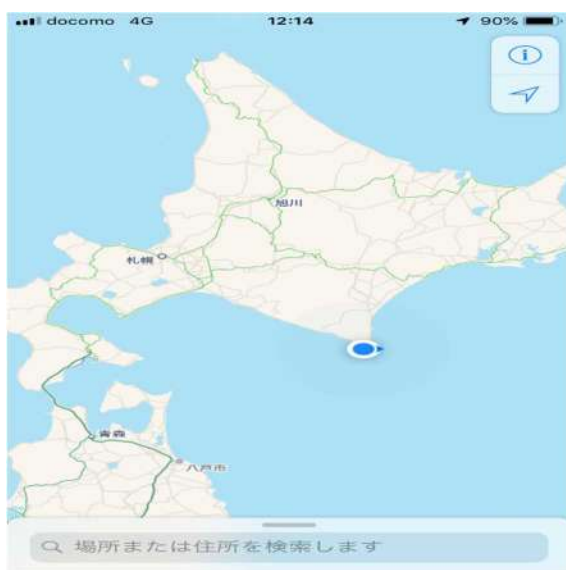 docomo 4G 12:14 90%
旭川
札幌
青森
八戸市
場所または住所を検索します